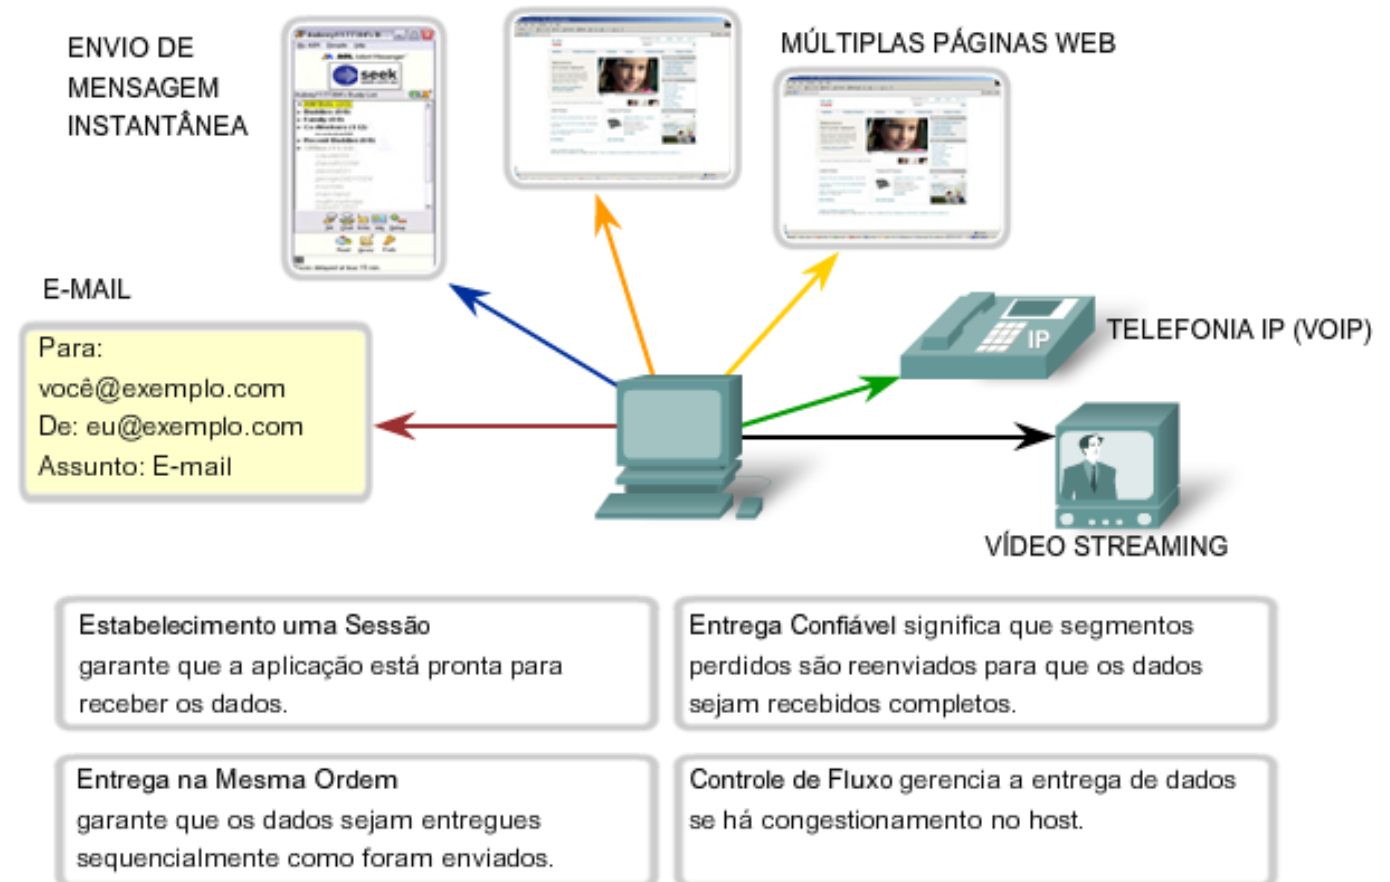 ENVIO DE
MENSAGEM
INSTANTÂNEA
seek
MÚLTIPLAS PÁGINAS WEB
E-MAIL
Para:
você@exemplo.com
De: eu@exemplo.com
Assunto: E-mail
IP
TELEFONIA IP (VOIP)
VÍDEO STREAMING
Estabelecimento uma Sessão
garante que a aplicação está pronta para
receber os dados.
Entrega Confiável significa que segmentos
perdidos são reenviados para que os dados
sejam recebidos completos.
Entrega na Mesma Ordem
garante que os dados sejam entregues
sequencialmente como foram enviados.
Controle de Fluxo gerencia a entrega de dados
se há congestionamento no host.